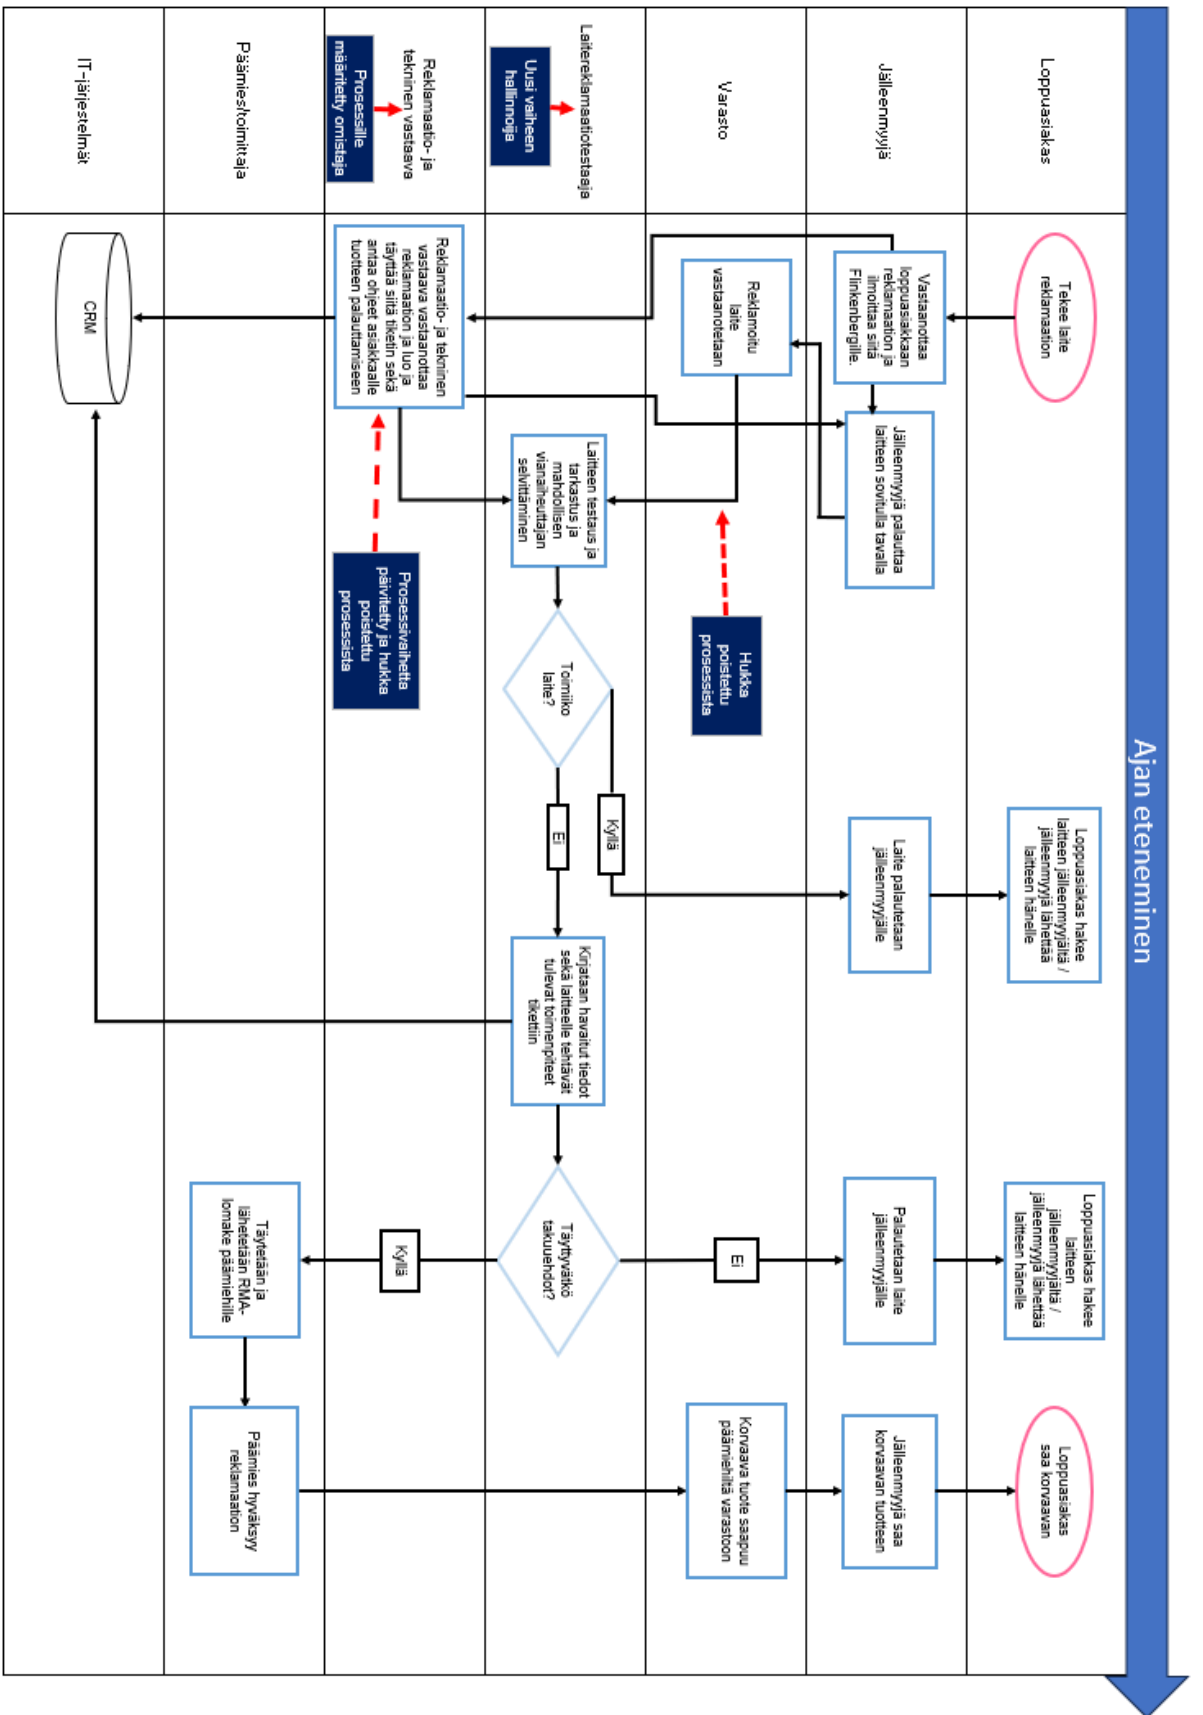 Ajan eteneminen
Loppuasiakas
Tekee laite
reklamaation
Loppuasiakas hakee
laitteen jälleenmyyjältä /
jälleenmyyjä lähettää
laitteen hänelle
Loppuasiakas hakee
laitteen
jälleenmyyjältä /
jälleenmyyjä lähettää
laitteen hänelle
Loppuasiakas
saa korvaavan
Jälleenmyyjä
Vastaanottaa
loppuasiakkaan
reklamaation ja
ilmoittaa siitä
Flinkenbergille.
Jälleenmyyjä palauttaa
laitteen sovitulla tavalla
Laite palautetaan
jälleenmyyjälle
Palautetaan laite
jälleenmyyjälle
Jälleenmyyjä saa
korvaavan tuotteen
Varasto
Reklamoitu
laite
vastaanotetaan
Hukka
poistettu
prosessista
Kyllä
Ei
Korvaava tuote saapuu
päämiehiltä varastoon
Laitereklamaatiotestaaja
Uusi vaiheen
hallinnoija
Laitteen testaus ja
tarkastus ja
mahdollisen
vianaiheuttajan
selvittäminen
Toimiiko
laite?
Ei
Kirjataan havaitut tiedot
sekä laitteelle tehtävät
tulevat toimenpiteet
tikettiin
Täyttyvätkö
takuuehdot?
Reklamaatio- ja
tekninen vastaava
Prosessille
määritetty omistaja
Reklamaatio- ja tekninen
vastaava vastaanottaa
reklamaation ja luo ja
täyttää siitä tiketin sekä
antaa ohjeet asiakkaalle
tuotteen palauttamiseen
Prosessivaihetta
päivitetty ja hukka
poistettu
prosessista
Kyllä
Päämies/toimittaja
Täytetään ja
lähetetään RMA-
lomake päämiehille
Päämies hyväksyy
reklamaation
IT-järjestelmät
CRM